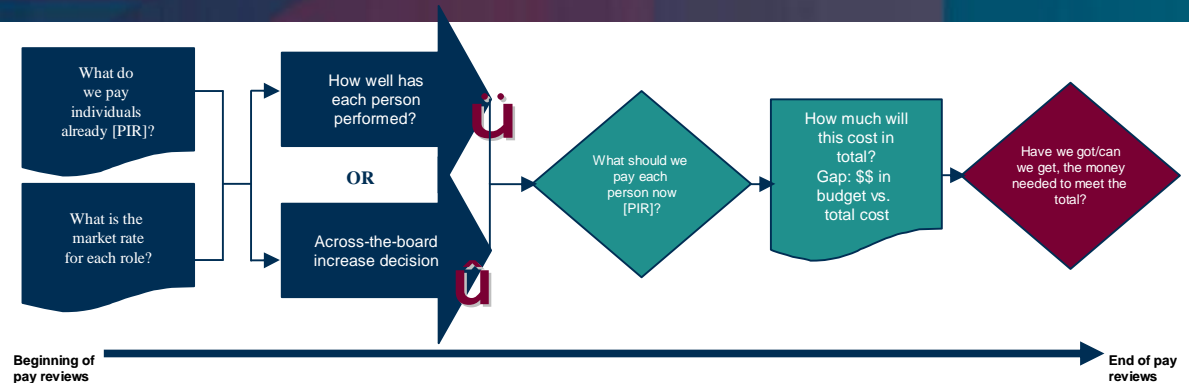 What do
we pay
individuals
already [PIR]?
What is the
market rate
for each role?
How well has
each person
performed?
ü
OR
Across-the-board
increase decision
û
What should we
pay each
person now
[PIR]?
How much will
this cost in
total?
Gap: $$ in
budget vs.
total cost
Have we got/can
we get, the money
needed to meet the
total?
Beginning of
pay reviews
End of pay
reviews